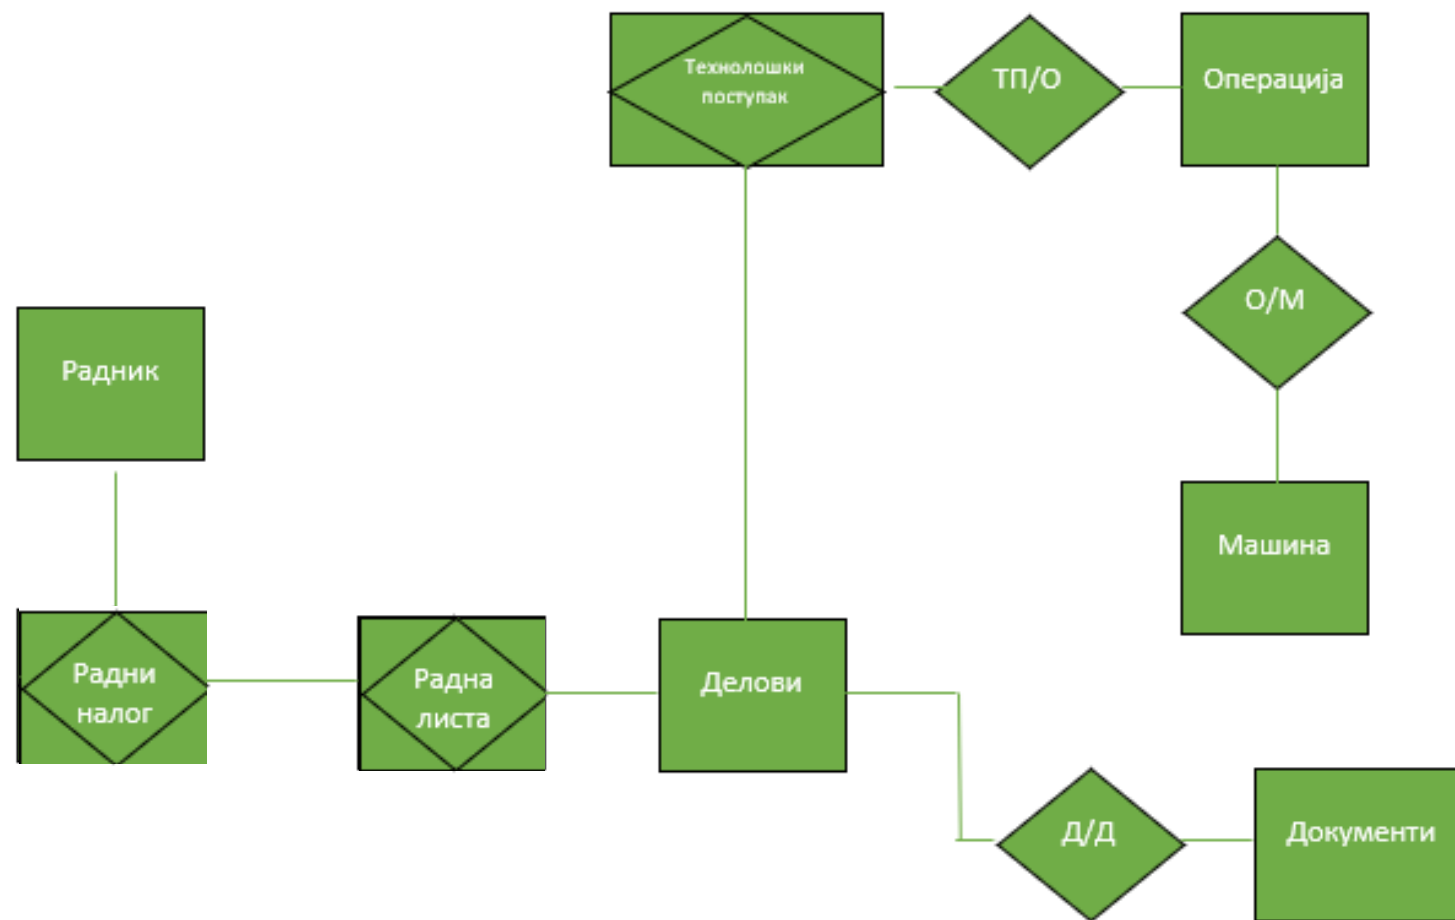 Технолошки
поступак
ТП/О
Операција
О/М
Радник
Машина
Радни
налог
Радна
листа
Делови
Д/Д
Документи